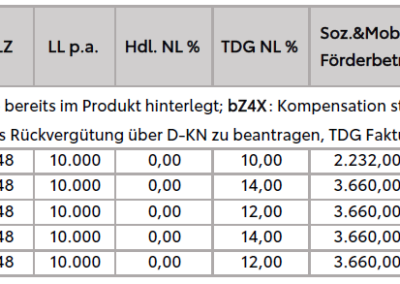 LZ LL p.a. Hdl. NL % TDG NL % Soz.&Mob
Förderbetr
bereits im Produkt hinterlegt; bZ4X: Kompensation st
s Rückvergütung über D-KN zu beantragen, TDG Faktu
48 10.000 0,00 10,00 2.232,00
48 10.000 0,00 14,00 3.660,00
48 10.000 0,00 12,00 3.660,00
48 10.000 0,00 14,00 3.660,00
48 10.000 0,00 12,00 3.660,00